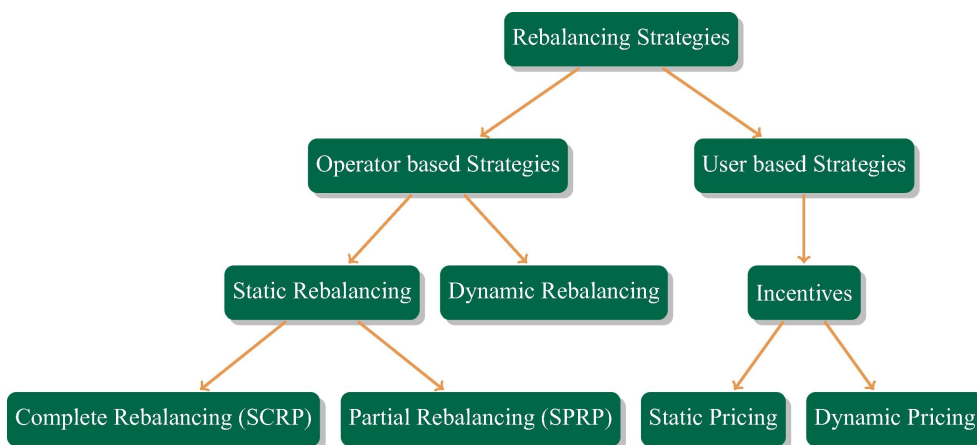 Rebalancing Strategies
Operator based Strategies
User based Strategies
Static Rebalancing
Dynamic Rebalancing
Incentives
Complete Rebalancing (SCRP)
Partial Rebalancing (SPRP)
Static Pricing
Dynamic Pricing